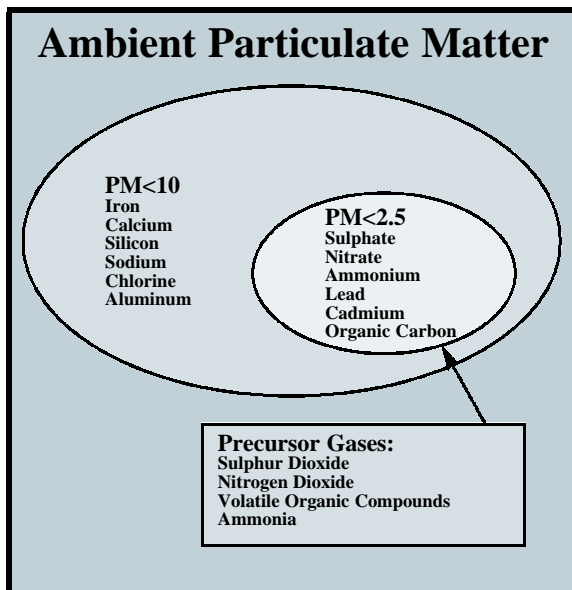 Ambient Particulate Matter
PM<10
Iron
Calcium
Silicon
Sodium
Chlorine
Aluminum
PM<2.5
Sulphate
Nitrate
Ammonium
Lead
Cadmium
Organic Carbon
Precursor Gases:
Sulphur Dioxide
Nitrogen Dioxide
Volatile Organic Compounds
Ammonia